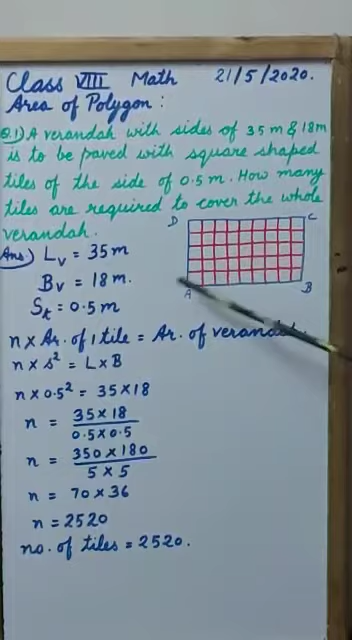 Class VIII Math 21/5/2020.
Area of Polygon :
Q.1) A verandah with sides of 35 m & 18m
is to be paved with square shaped
tiles of the side of 0.5 m. How many
tiles are required to cover the whole
verandah.
D C
A B
Ans:) Lv = 35 m
Bv = 18 m.
St = 0.5 m
n × Ar. of 1 tile = Ar. of verandah.
n × s² = L × B
n × 0.5² = 35 × 18
n = 35 × 18 / 0.5 × 0.5
n = 350 × 180 / 5 × 5
n = 70 × 36
n = 2520
no. of tiles = 2520.